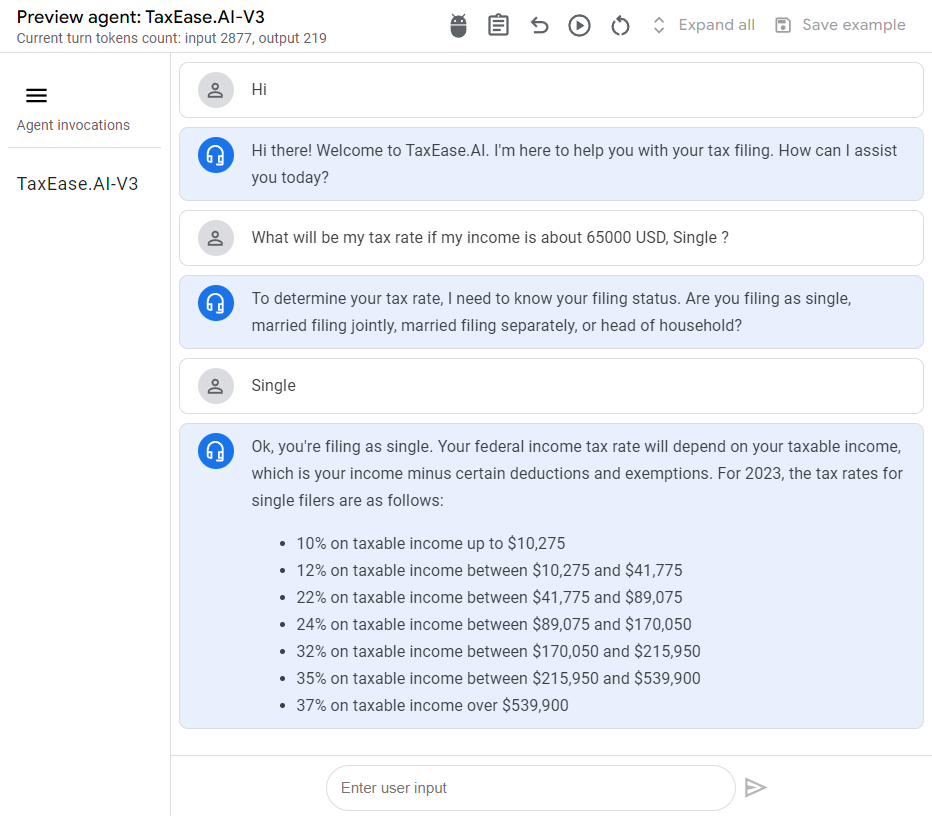 Preview agent: TaxEase.AI-V3
Current turn tokens count: input 2877, output 219
Expand all
Save example
Agent invocations
TaxEase.AI-V3
Hi
Hi there! Welcome to TaxEase.AI. I'm here to help you with your tax filing. How can I assist
you today?
What will be my tax rate if my income is about 65000 USD, Single ?
To determine your tax rate, I need to know your filing status. Are you filing as single,
married filing jointly, married filing separately, or head of household?
Single
Ok, you're filing as single. Your federal income tax rate will depend on your taxable income,
which is your income minus certain deductions and exemptions. For 2023, the tax rates for
single filers are as follows:
• 10% on taxable income up to $10,275
• 12% on taxable income between $10,275 and $41,775
• 22% on taxable income between $41,775 and $89,075
• 24% on taxable income between $89,075 and $170,050
• 32% on taxable income between $170,050 and $215,950
• 35% on taxable income between $215,950 and $539,900
• 37% on taxable income over $539,900
Enter user input